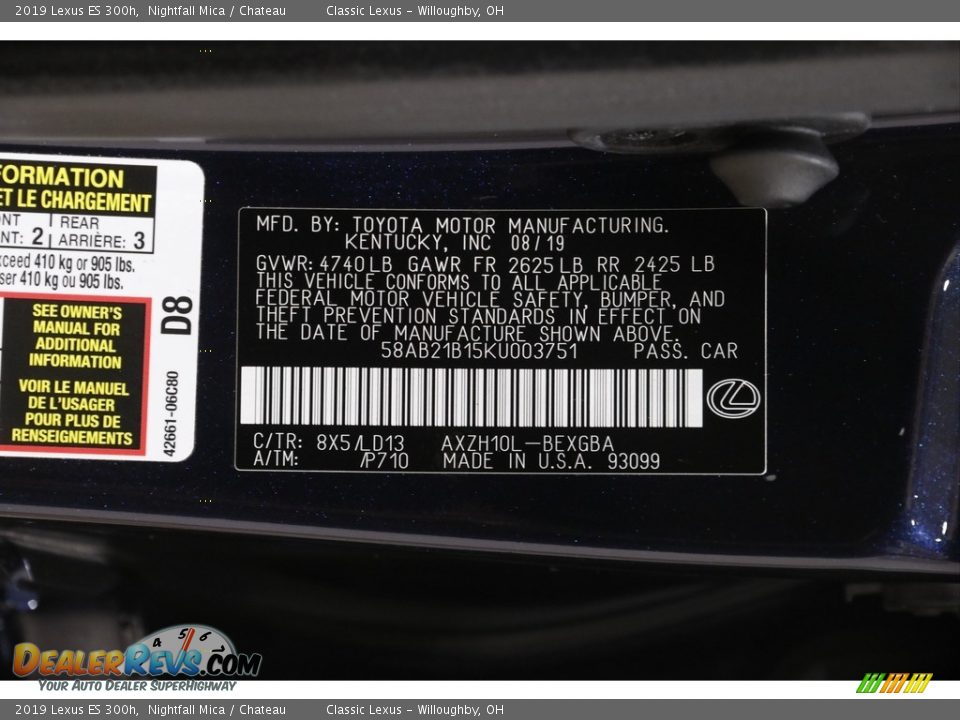 2019 Lexus ES 300h, Nightfall Mica / Chateau Classic Lexus - Willoughby, OH
FORMATION
ET LE CHARGEMENT
NT: 2 REAR
ARRIÈRE: 3
xceed 410 kg or 905 lbs.
ser 410 kg ou 905 lbs.
SEE OWNER'S
MANUAL FOR
ADDITIONAL
INFORMATION
VOIR LE MANUEL
DE L'USAGER
POUR PLUS DE
RENSEIGNEMENTS
D8
42661-06C80
MFD. BY: TOYOTA MOTOR MANUFACTURING.
KENTUCKY, INC 08/19
GVWR: 4740LB GAWR FR 2625LB RR 2425 LB
THIS VEHICLE CONFORMS TO ALL APPLICABLE
FEDERAL MOTOR VEHICLE SAFETY, BUMPER, AND
THEFT PREVENTION STANDARDS IN EFFECT ON
THE DATE OF MANUFACTURE SHOWN ABOVE.
58AB21B15KU003751 PASS. CAR
C/TR: 8X5/LD13 AXZH10L-BEXGBA
A/TM: /P710 MADE IN U.S.A. 93099
4 5 6
DEALERREVS.COM
YOUR AUTO DEALER SUPERHIGHWAY
2019 Lexus ES 300h, Nightfall Mica / Chateau Classic Lexus - Willoughby, OH